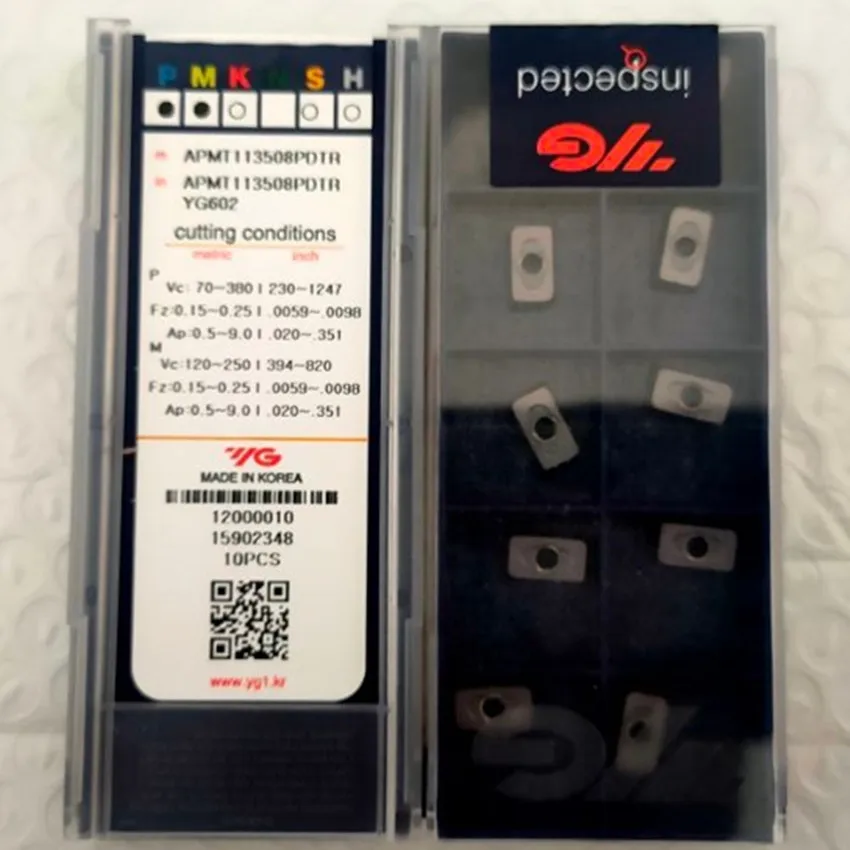 P M K N S H
m APMT113508PDTR
in APMT113508PDTR
YG602
cutting conditions
metric inch
P
Vc: 70~380 | 230~1247
Fz:0.15~0.25 | .0059~.0098
Ap:0.5~9.0 | .020~.351
M
Vc:120~250 | 394~820
Fz:0.15~0.25 | .0059~.0098
Ap:0.5~9.0 | .020~.351
YG
MADE IN KOREA
12000010
15902348
10PCS
www.yg1.kr
inspected
YG
YG